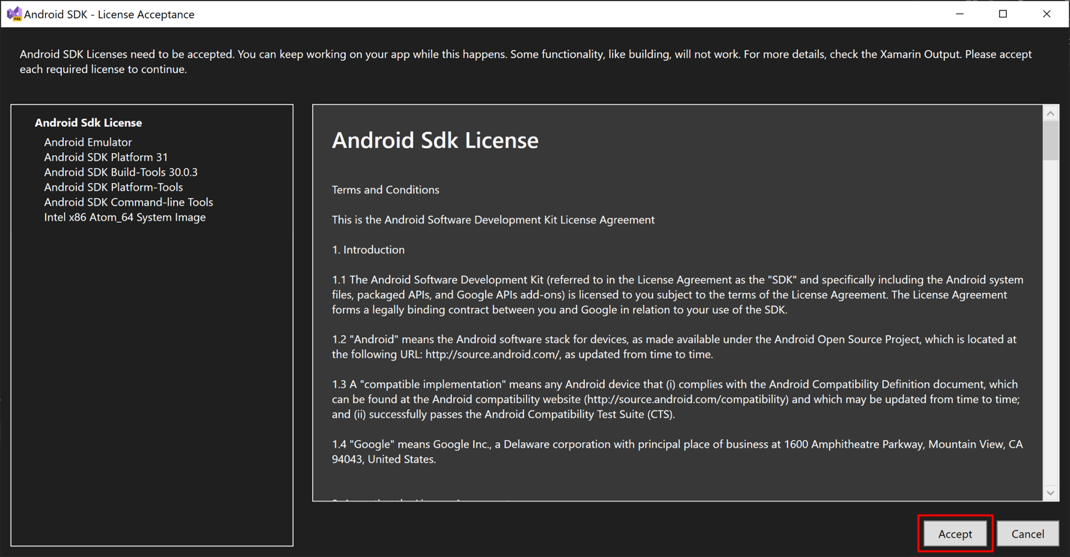 Android SDK - License Acceptance
Android SDK Licenses need to be accepted. You can keep working on your app while this happens. Some functionality, like building, will not work. For more details, check the Xamarin Output. Please accept
each required license to continue.
Android Sdk License
Android Emulator
Android SDK Platform 31
Android SDK Build-Tools 30.0.3
Android SDK Platform-Tools
Android SDK Command-line Tools
Intel x86 Atom_64 System Image
Android Sdk License
Terms and Conditions
This is the Android Software Development Kit License Agreement
1. Introduction
1.1 The Android Software Development Kit (referred to in the License Agreement as the "SDK" and specifically including the Android system
files, packaged APIs, and Google APIs add-ons) is licensed to you subject to the terms of the License Agreement. The License Agreement
forms a legally binding contract between you and Google in relation to your use of the SDK.
1.2 "Android" means the Android software stack for devices, as made available under the Android Open Source Project, which is located at
the following URL: http://source.android.com/, as updated from time to time.
1.3 A "compatible implementation" means any Android device that (i) complies with the Android Compatibility Definition document, which
can be found at the Android compatibility website (http://source.android.com/compatibility) and which may be updated from time to time;
and (ii) successfully passes the Android Compatibility Test Suite (CTS).
1.4 "Google" means Google Inc., a Delaware corporation with principal place of business at 1600 Amphitheatre Parkway, Mountain View, CA
94043, United States.
Accept
Cancel